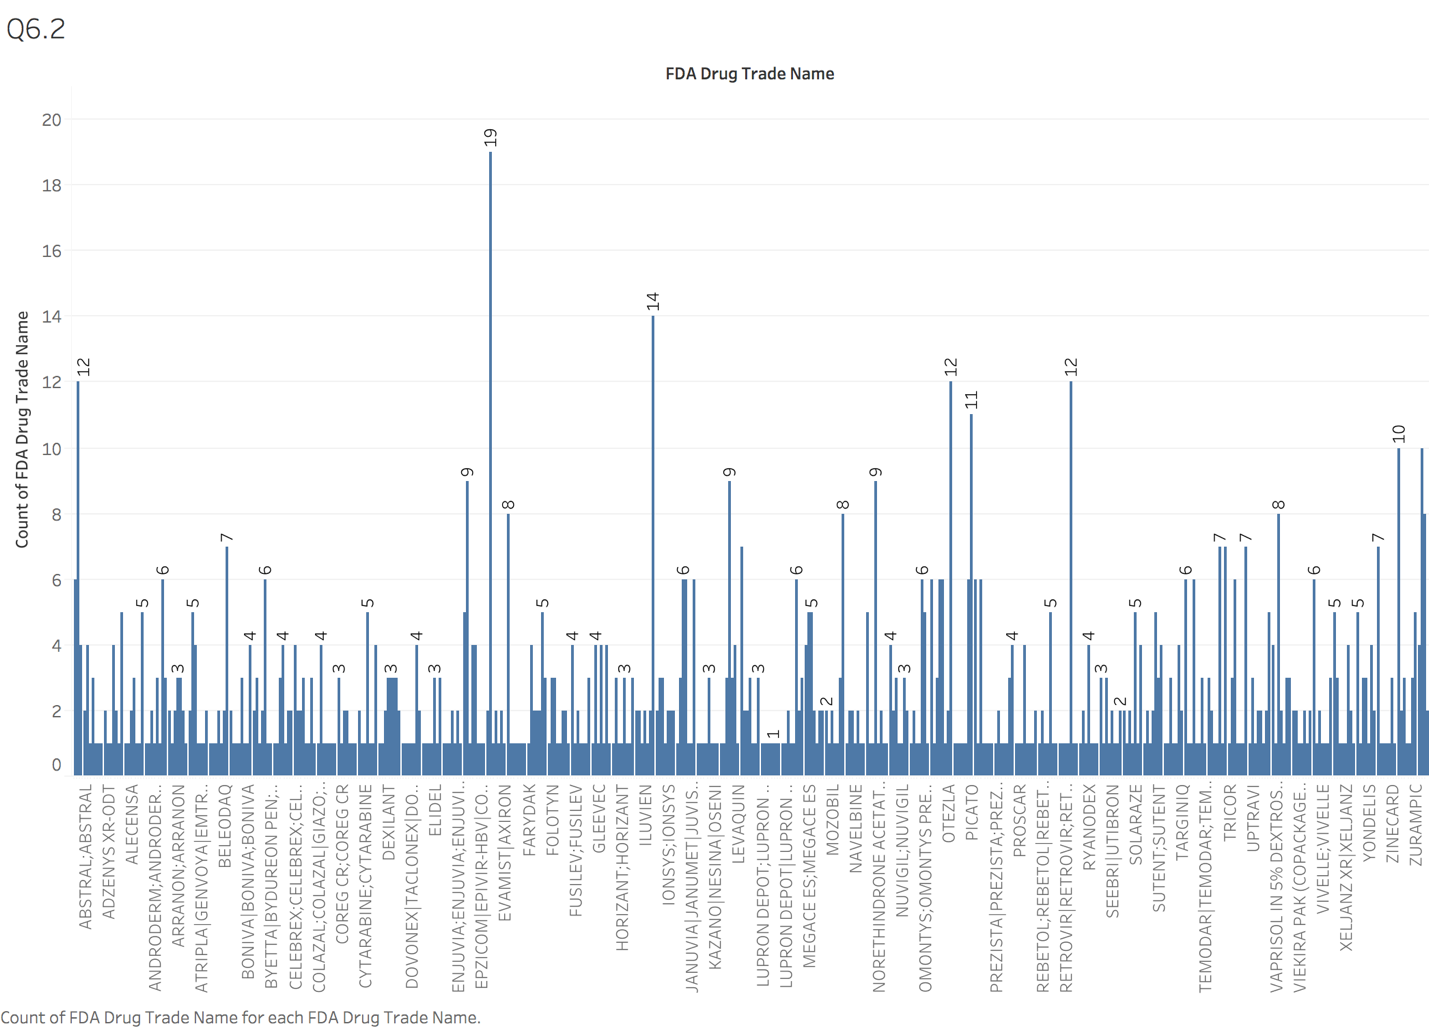 Q6.2
FDA Drug Trade Name
Count of FDA Drug Trade Name
20
18
16
14
12
10
8
6
4
2
0
12
5
6
3
5
7
4
6
4
4
3
5
3
4
3
9
19
8
5
4
4
3
14
6
3
9
3
1
6
5
2
8
9
4
3
6
12
11
4
5
12
4
3
2
5
6
7
7
8
6
5
5
7
10
ABSTRAL;ABSTRAL
ADZENYS XR-ODT
ALECENSA
ANDRODERM;ANDRODER..
ARRANON;ARRANON
ATRIPLA|GENVOYA|EMTR..
BELEODAQ
BONIVA|BONIVA;BONIVA
BYETTA|BYDUREON PEN;..
CELEBREX;CELEBREX;CEL..
COLAZAL;COLAZAL|GIAZO;..
COREG CR;COREG CR
CYTARABINE;CYTARABINE
DEXILANT
DOVONEX|TACLONEX|DO..
ELIDEL
ENJUVIA;ENJUVIA;ENJUVI..
EPZICOM|EPIVIR-HBV|CO..
EVAMIST|AXIRON
FARYDAK
FOLOTYN
FUSILEV;FUSILEV
GLEEVEC
HORIZANT;HORIZANT
ILUVIEN
IONSYS;IONSYS
JANUVIA|JANUMET|JUVIS..
KAZANO|NESINA|OSENI
LEVAQUIN
LUPRON DEPOT;LUPRON ..
LUPRON DEPOT|LUPRON ..
MEGACE ES;MEGACE ES
MOZOBIL
NAVELBINE
NORETHINDRONE ACETAT..
NUVIGIL;NUVIGIL
OMONTYS;OMONTYS PRE..
OTEZLA
PICATO
PREZISTA|PREZISTA;PREZ..
PROSCAR
REBETOL;REBETOL|REBET..
RETROVIR|RETROVIR;RET..
RYANODEX
SEEBRI|UTIBRON
SOLARAZE
SUTENT;SUTENT
TARGINIQ
TEMODAR|TEMODAR;TEM..
TRICOR
UPTRAVI
VAPRISOL IN 5% DEXTROS..
VIEKIRA PAK (COPACKAGE..
VIVELLE;VIVELLE
XELJANZ XR|XELJANZ
YONDELIS
ZINECARD
ZURAMPIC
Count of FDA Drug Trade Name for each FDA Drug Trade Name.